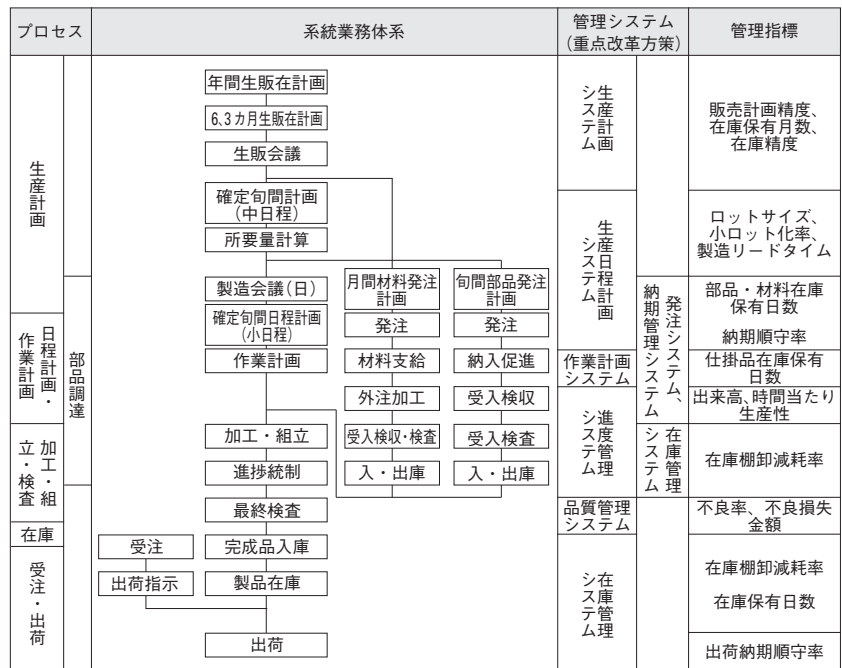 プロセス
系統業務体系
管理システム
(重点改革方策)
管理指標
生産計画
日程計画・
作業計画
加工・組
立・検査
在庫
受注・出荷
部品調達
年間生販在計画
6、3カ月生販在計画
生販会議
確定旬間計画
(中日程)
所要量計算
製造会議(日)
確定旬間日程計画
(小日程)
作業計画
加工・組立
進捗統制
最終検査
完成品入庫
製品在庫
出荷
受注
出荷指示
月間材料発注
計画
発注
材料支給
外注加工
受入検収・検査
入・出庫
旬間部品発注
計画
発注
納入促進
受入検収
受入検査
入・出庫
生産計画
システム
生産日程計画
システム
作業計画
システム
進度管理
システム
品質管理
システム
在庫管理
システム
発注システム、
納期管理システム
在庫管理
システム
販売計画精度、
在庫保有月数、
在庫精度
ロットサイズ、
小ロット化率、
製造リードタイム
部品・材料在庫
保有日数
納期順守率
仕掛品在庫保有
日数
出来高、時間当たり
生産性
在庫棚卸減耗率
不良率、不良損失
金額
在庫棚卸減耗率
在庫保有日数
出荷納期順守率